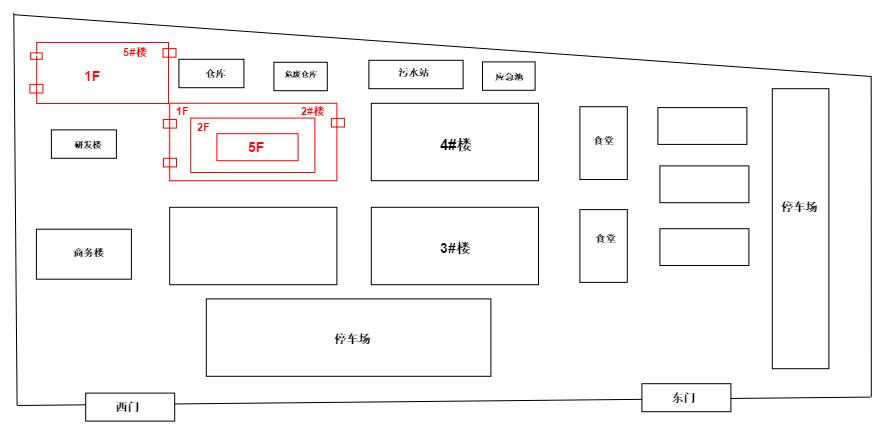 5#楼
1F
仓库
危废仓库
污水站
应急池
1F
2#楼
2F
5F
研发楼
4#楼
食堂
停车场
商务楼
3#楼
食堂
停车场
西门
东门